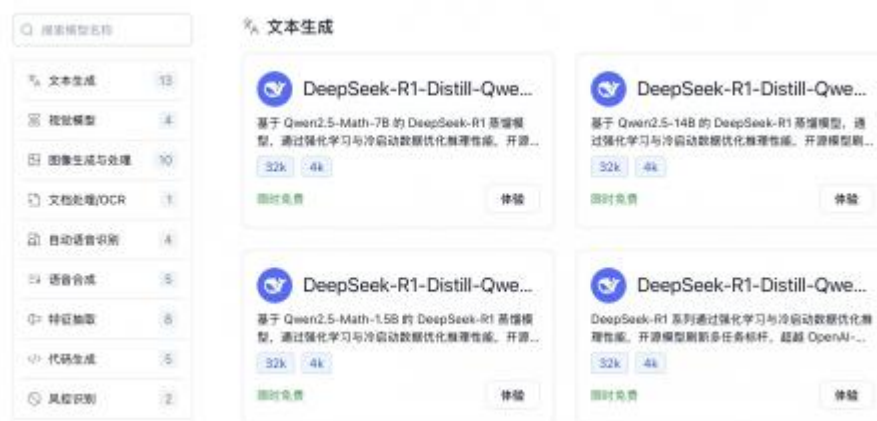 搜索模型名称
文本生成 13
视觉模型 4
图像生成与处理 10
文档处理/OCR 1
自动语音识别 4
语音合成 5
特征抽取 8
代码生成 5
风控识别 2
文本生成
DeepSeek-R1-Distill-Qwe...
基于 Qwen2.5-Math-7B 的 DeepSeek-R1 蒸馏模
型，通过强化学习与冷启动数据优化推理性能，开源...
32k 4k
限时免费 体验
DeepSeek-R1-Distill-Qwe...
基于 Qwen2.5-14B 的 DeepSeek-R1 蒸馏模型，通
过强化学习与冷启动数据优化推理性能，开源模型刷...
32k 4k
限时免费 体验
DeepSeek-R1-Distill-Qwe...
基于 Qwen2.5-Math-1.5B 的 DeepSeek-R1 蒸馏模
型，通过强化学习与冷启动数据优化推理性能，开源...
32k 4k
限时免费 体验
DeepSeek-R1-Distill-Qwe...
DeepSeek-R1 系列通过强化学习与冷启动数据优化推
理性能，开源模型刷新多任务标杆，超越 OpenAI-...
32k 4k
限时免费 体验